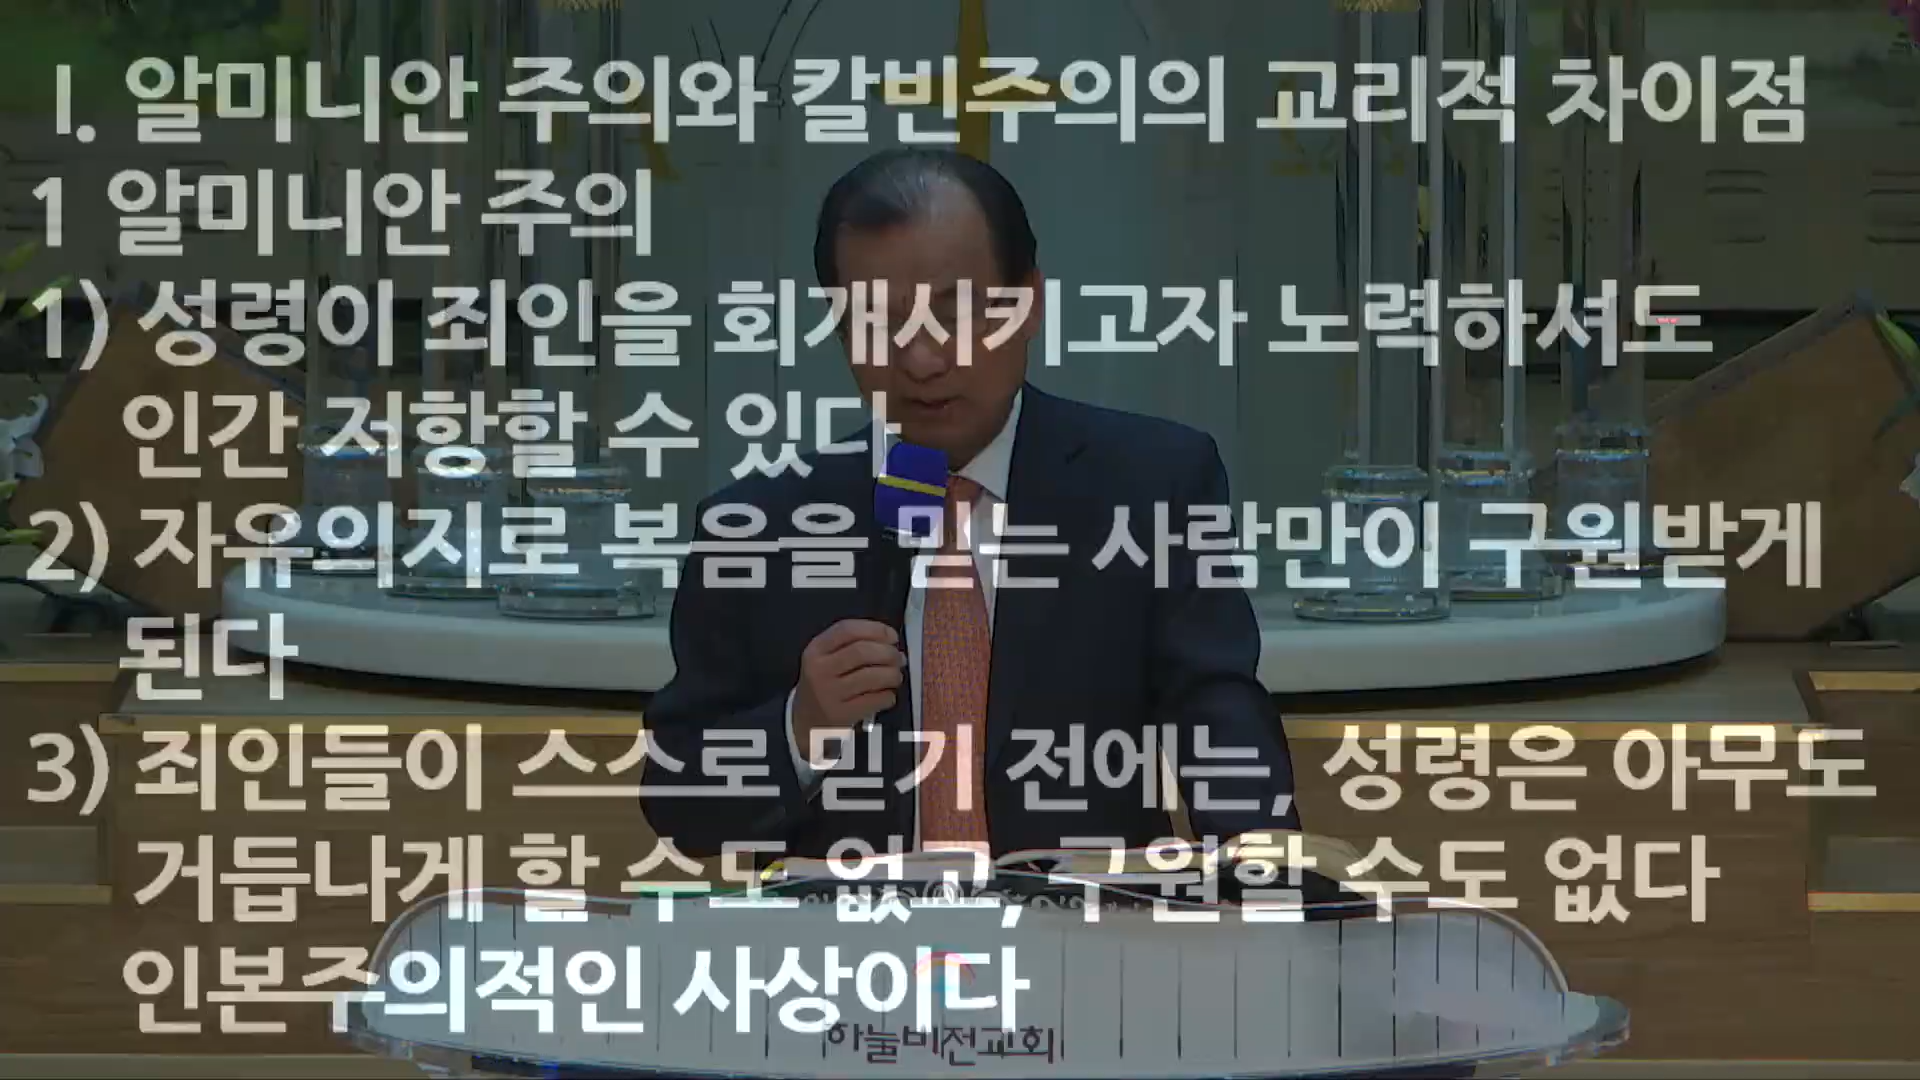 I. 알미니안 주의와 칼빈주의의 교리적 차이점
1 알미니안 주의
1) 성령이 죄인을 회개시키고자 노력하셔도
인간 저항할 수 있다
2) 자유의지로 복음을 믿는 사람만이 구원받게
된다
3) 죄인들이 스스로 믿기 전에는, 성령은 아무도
거듭나게 할 수도 없고, 구원할 수도 없다
인본주의적인 사상이다
하늘비전교회